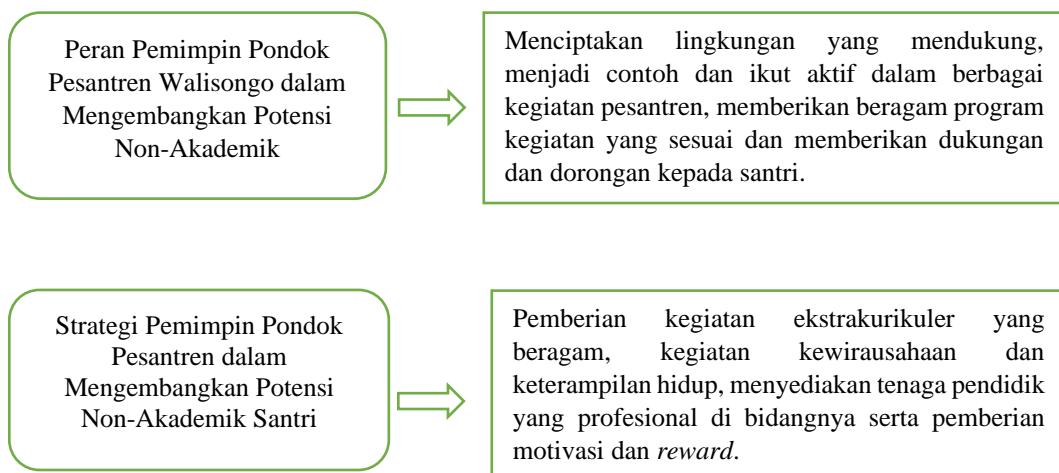 Peran Pemimpin Pondok
Pesantren Walisongo dalam
Mengembangkan Potensi
Non-Akademik
Menciptakan lingkungan yang mendukung,
menjadi contoh dan ikut aktif dalam berbagai
kegiatan pesantren, memberikan beragam program
kegiatan yang sesuai dan memberikan dukungan
dan dorongan kepada santri.
Strategi Pemimpin Pondok
Pesantren dalam
Mengembangkan Potensi
Non-Akademik Santri
Pemberian kegiatan ekstrakurikuler yang
beragam, kegiatan kewirausahaan dan
keterampilan hidup, menyediakan tenaga pendidik
yang profesional di bidangnya serta pemberian
motivasi dan reward.